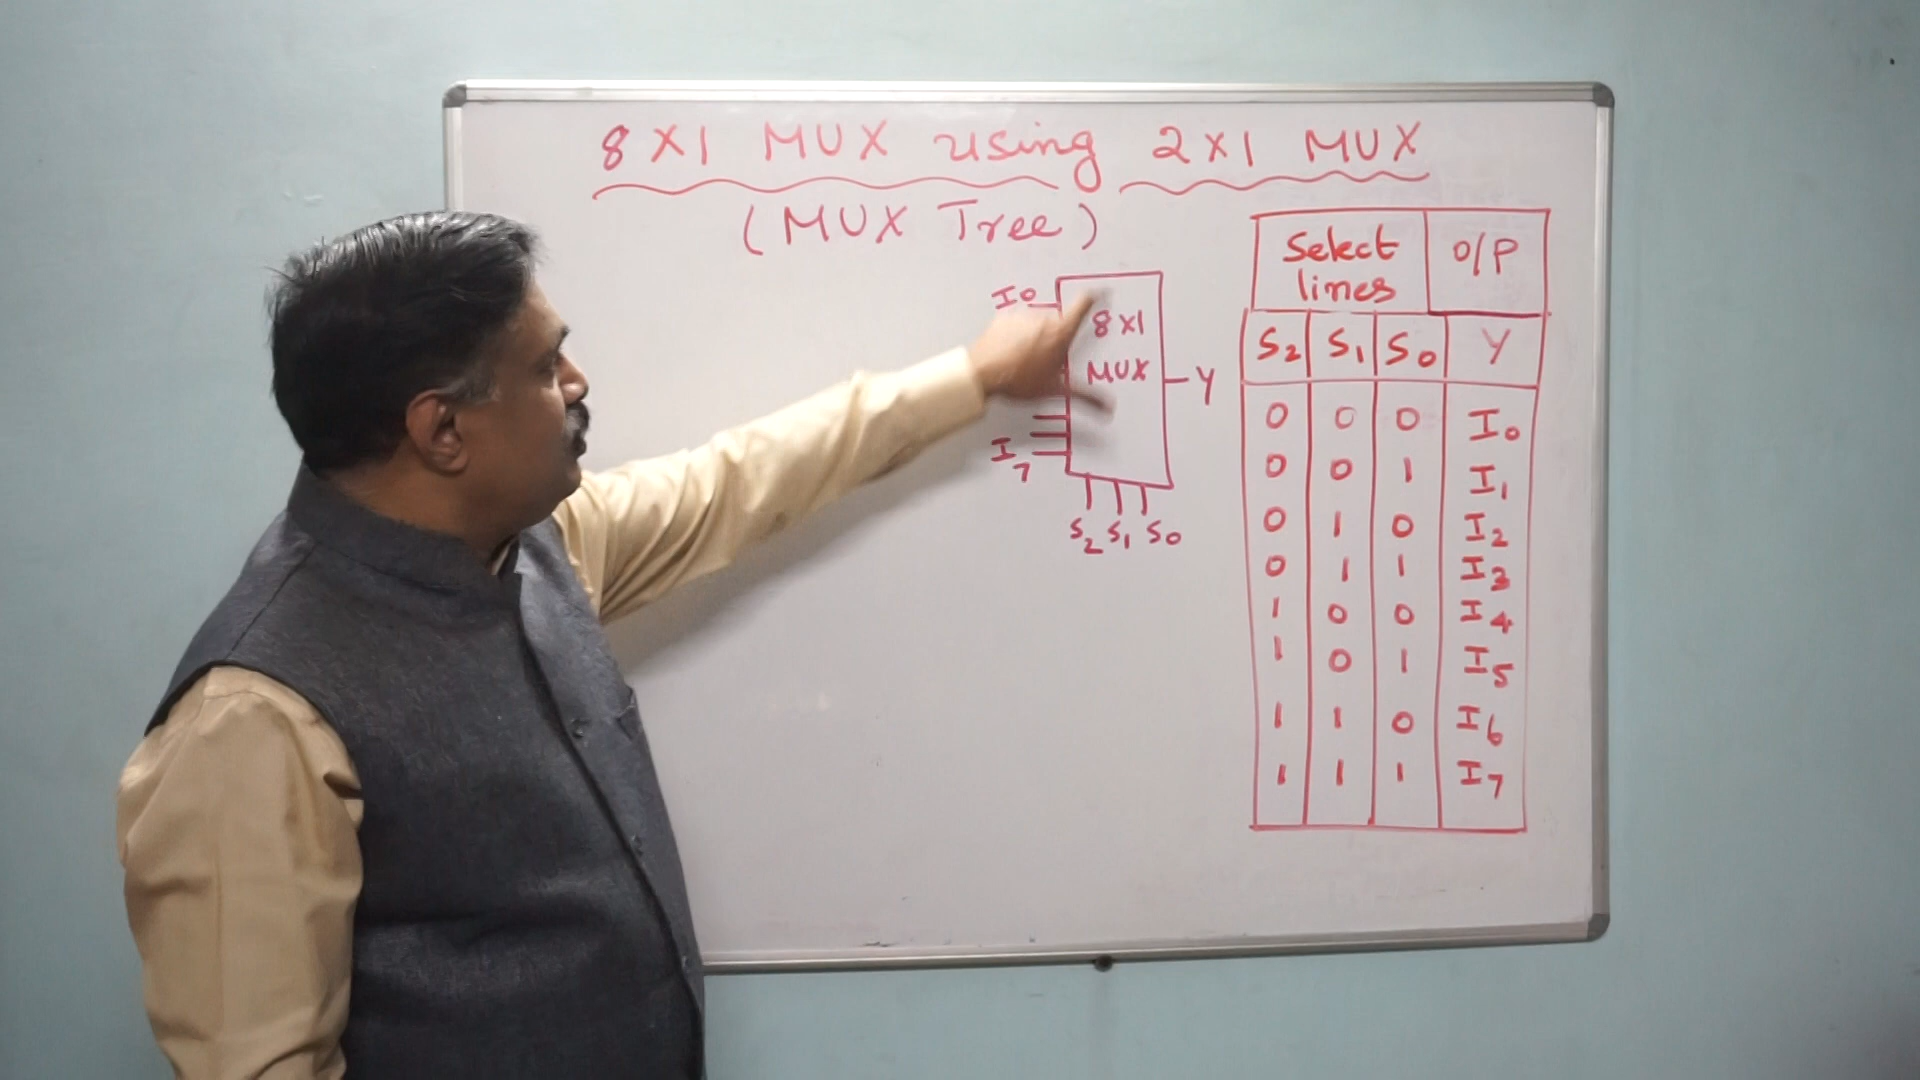 8X1 MUX using 2X1 MUX
(MUX Tree)
I0
8X1
MUX
Y
I7
S2 S1 S0
Select lines O/P
S2 S1 S0 Y
0 0 0 I0
0 0 1 I1
0 1 0 I2
0 1 1 I3
1 0 0 I4
1 0 1 I5
1 1 0 I6
1 1 1 I7